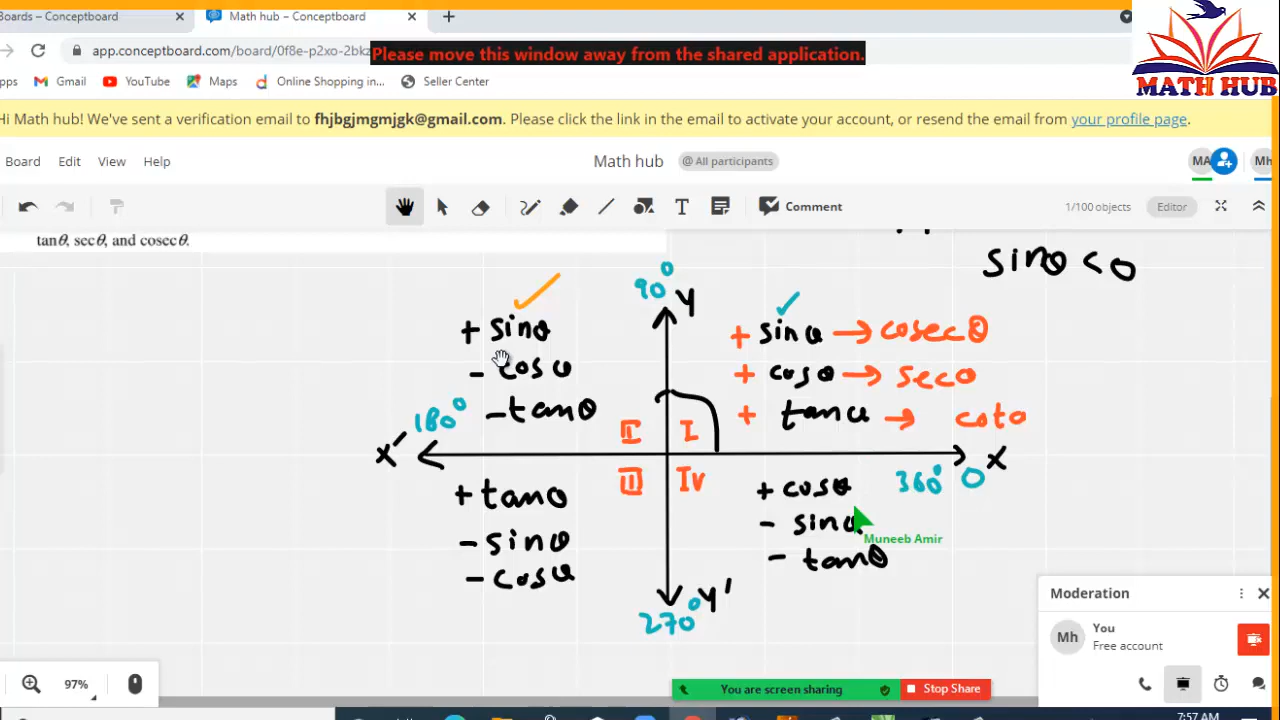 Boards – Conceptboard
Math hub – Conceptboard
app.conceptboard.com/board/0f8e-p2xo-2bkz
Please move this window away from the shared application.
MATH HUB
pps
Gmail
YouTube
Maps
Online Shopping in...
Seller Center
Hi Math hub! We've sent a verification email to fhjbgjmgmjgk@gmail.com. Please click the link in the email to activate your account, or resend the email from your profile page.
Board Edit View Help
Math hub
@ All participants
MA
Mh
T
Comment
1/100 objects
Editor
tanθ, secθ, and cosecθ.
sinθ < 0
90°
Y
+ sinθ
- cosθ
- tanθ
+ sinθ → cosecθ
+ cosθ → secθ
+ tanθ → cotθ
180°
II I
X'
X
III IV
360° 0
+ tanθ
- sinθ
- cosθ
+ cosθ
- sinθ
- tanθ
Muneeb Amir
270°
Y'
Moderation
Mh
You
Free account
97%
You are screen sharing
Stop Share
7:57 AM